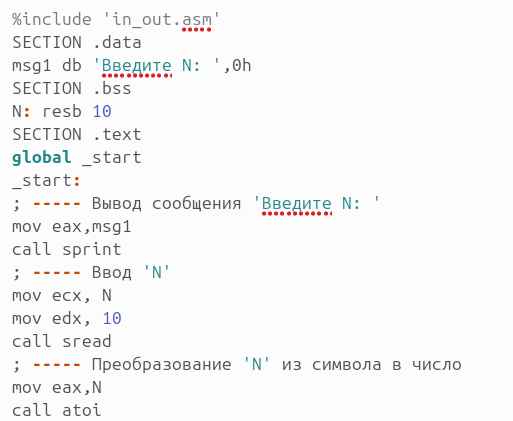 %include 'in_out.asm'
SECTION .data
msg1 db 'Введите N: ',0h
SECTION .bss
N: resb 10
SECTION .text
global _start
_start:
; ----- Вывод сообщения 'Введите N: '
mov eax,msg1
call sprint
; ----- Ввод 'N'
mov ecx, N
mov edx, 10
call sread
; ----- Преобразование 'N' из символа в число
mov eax,N
call atoi